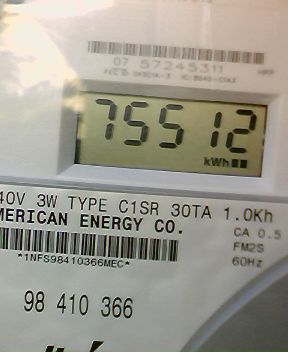 07 57245311
75512
kWh
40V 3W TYPE C1SR 30TA 1.0Kh
MERICAN ENERGY CO.
CA 0.5
FM2S
*1NFS98410366MEC*
60Hz
98 410 366